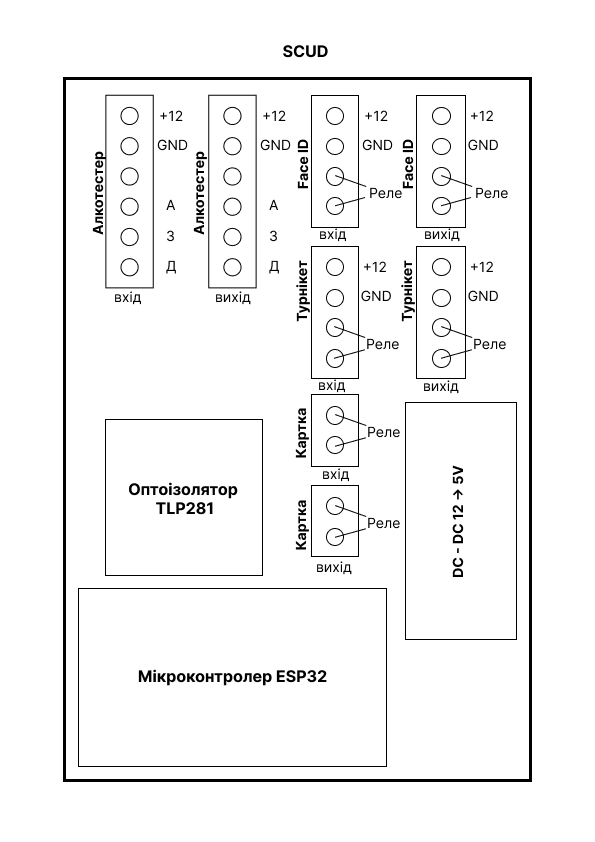 SCUD
Алкотестер
+12
GND
А
З
Д
вхід
Алкотестер
+12
GND
А
З
Д
вихід
Face ID
+12
GND
Реле
вхід
Face ID
+12
GND
Реле
вихід
Турнікет
+12
GND
Реле
вхід
Турнікет
+12
GND
Реле
вихід
Картка
Реле
вхід
Картка
Реле
вихід
Оптоізолятор
TLP281
DC - DC 12 → 5V
Мікроконтролер ESP32